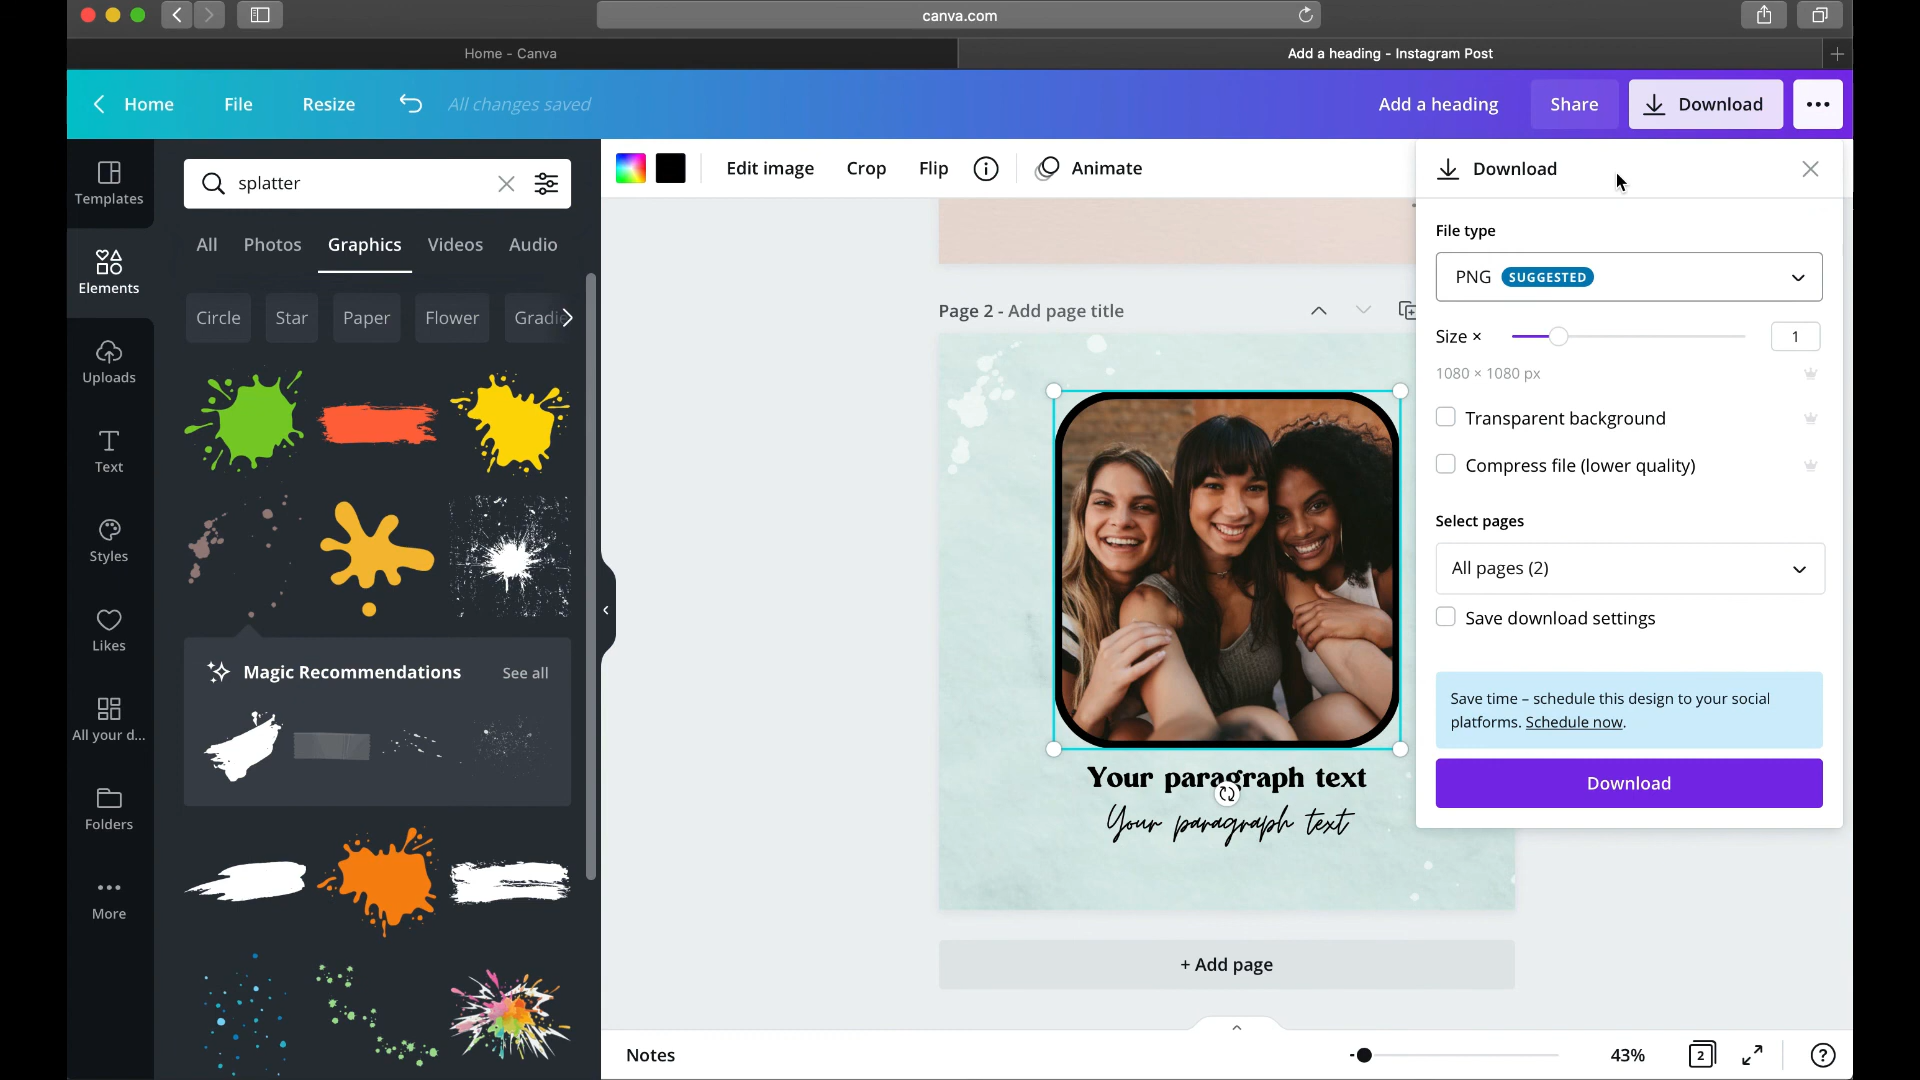 canva.com
Home - Canva
Add a heading - Instagram Post
Home
File
Resize
All changes saved
Add a heading
Share
Download
Templates
Elements
Uploads
Text
Styles
Likes
All your d...
Folders
More
splatter
All
Photos
Graphics
Videos
Audio
Circle
Star
Paper
Flower
Magic Recommendations
See all
Edit image
Crop
Flip
Animate
Page 2 - Add page title
Your paragraph text
Your paragraph text
+ Add page
Download
File type
PNG SUGGESTED
Size ×
1
1080 × 1080 px
Transparent background
Compress file (lower quality)
Select pages
All pages (2)
Save download settings
Save time – schedule this design to your social
platforms. Schedule now.
Download
Notes
43%
2
?